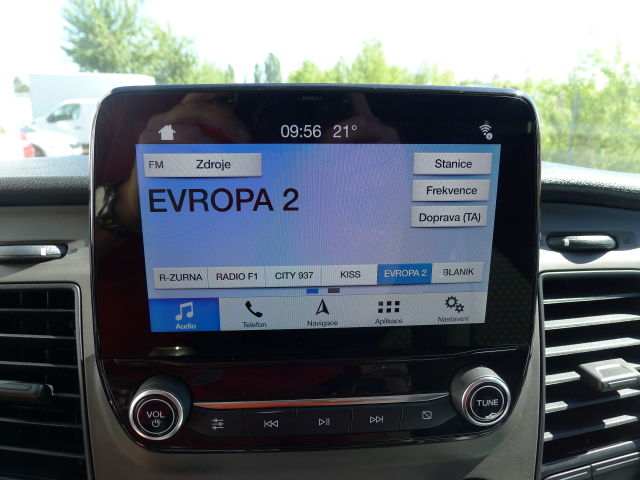 09:56 21°
FM Zdroje
Stanice
EVROPA 2
Frekvence
Doprava (TA)
R-ZURNA RADIO F1 CITY 937 KISS EVROPA 2 BLANÍK
Audio Telefon Navigace Aplikace Nastavení
VOL
TUNE